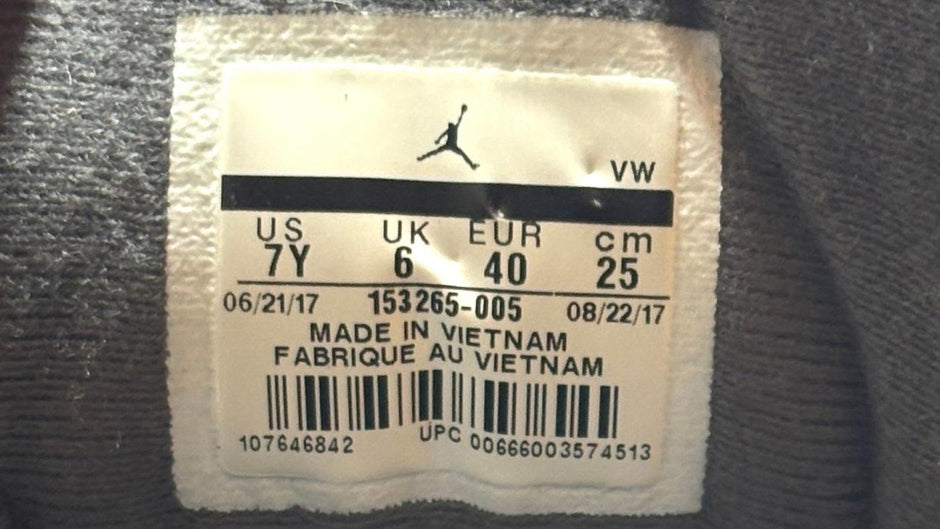 VW
US UK EUR cm
7Y 6 40 25
06/21/17 153265-005 08/22/17
MADE IN VIETNAM
FABRIQUE AU VIETNAM
107646842 UPC 00666003574513